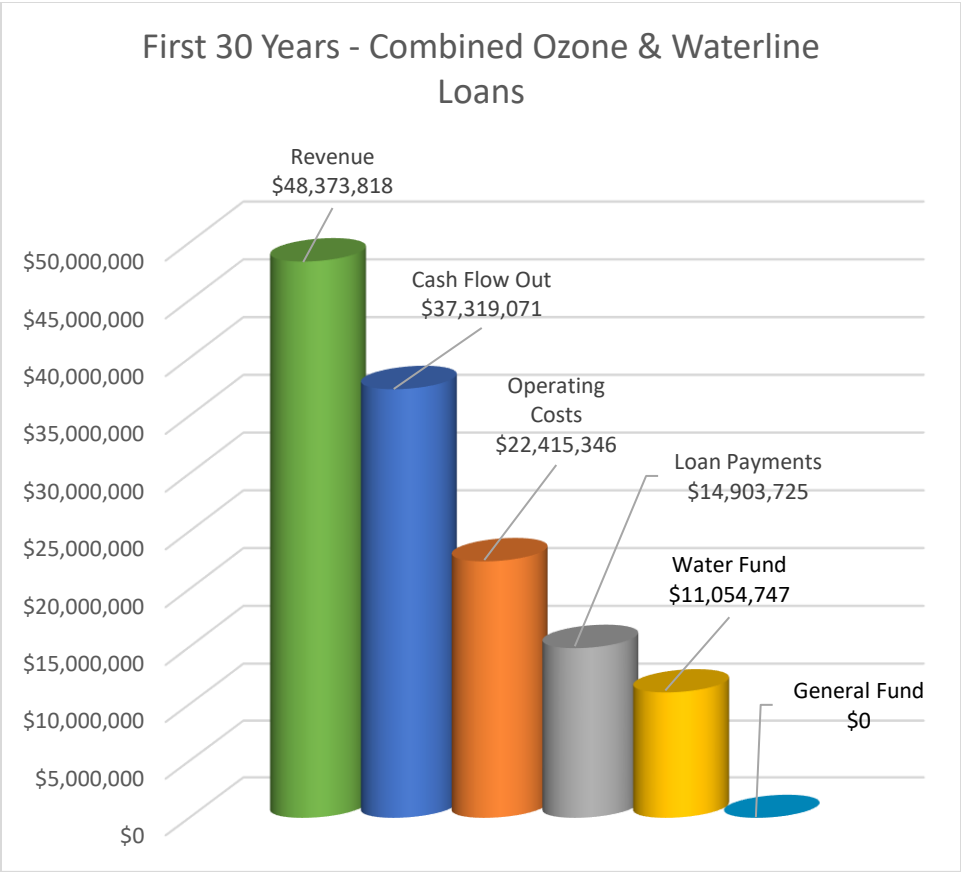 First 30 Years - Combined Ozone & Waterline
Loans
Revenue
$48,373,818
Cash Flow Out
$37,319,071
Operating
Costs
$22,415,346
Loan Payments
$14,903,725
Water Fund
$11,054,747
General Fund
$0
$50,000,000
$45,000,000
$40,000,000
$35,000,000
$30,000,000
$25,000,000
$20,000,000
$15,000,000
$10,000,000
$5,000,000
$0